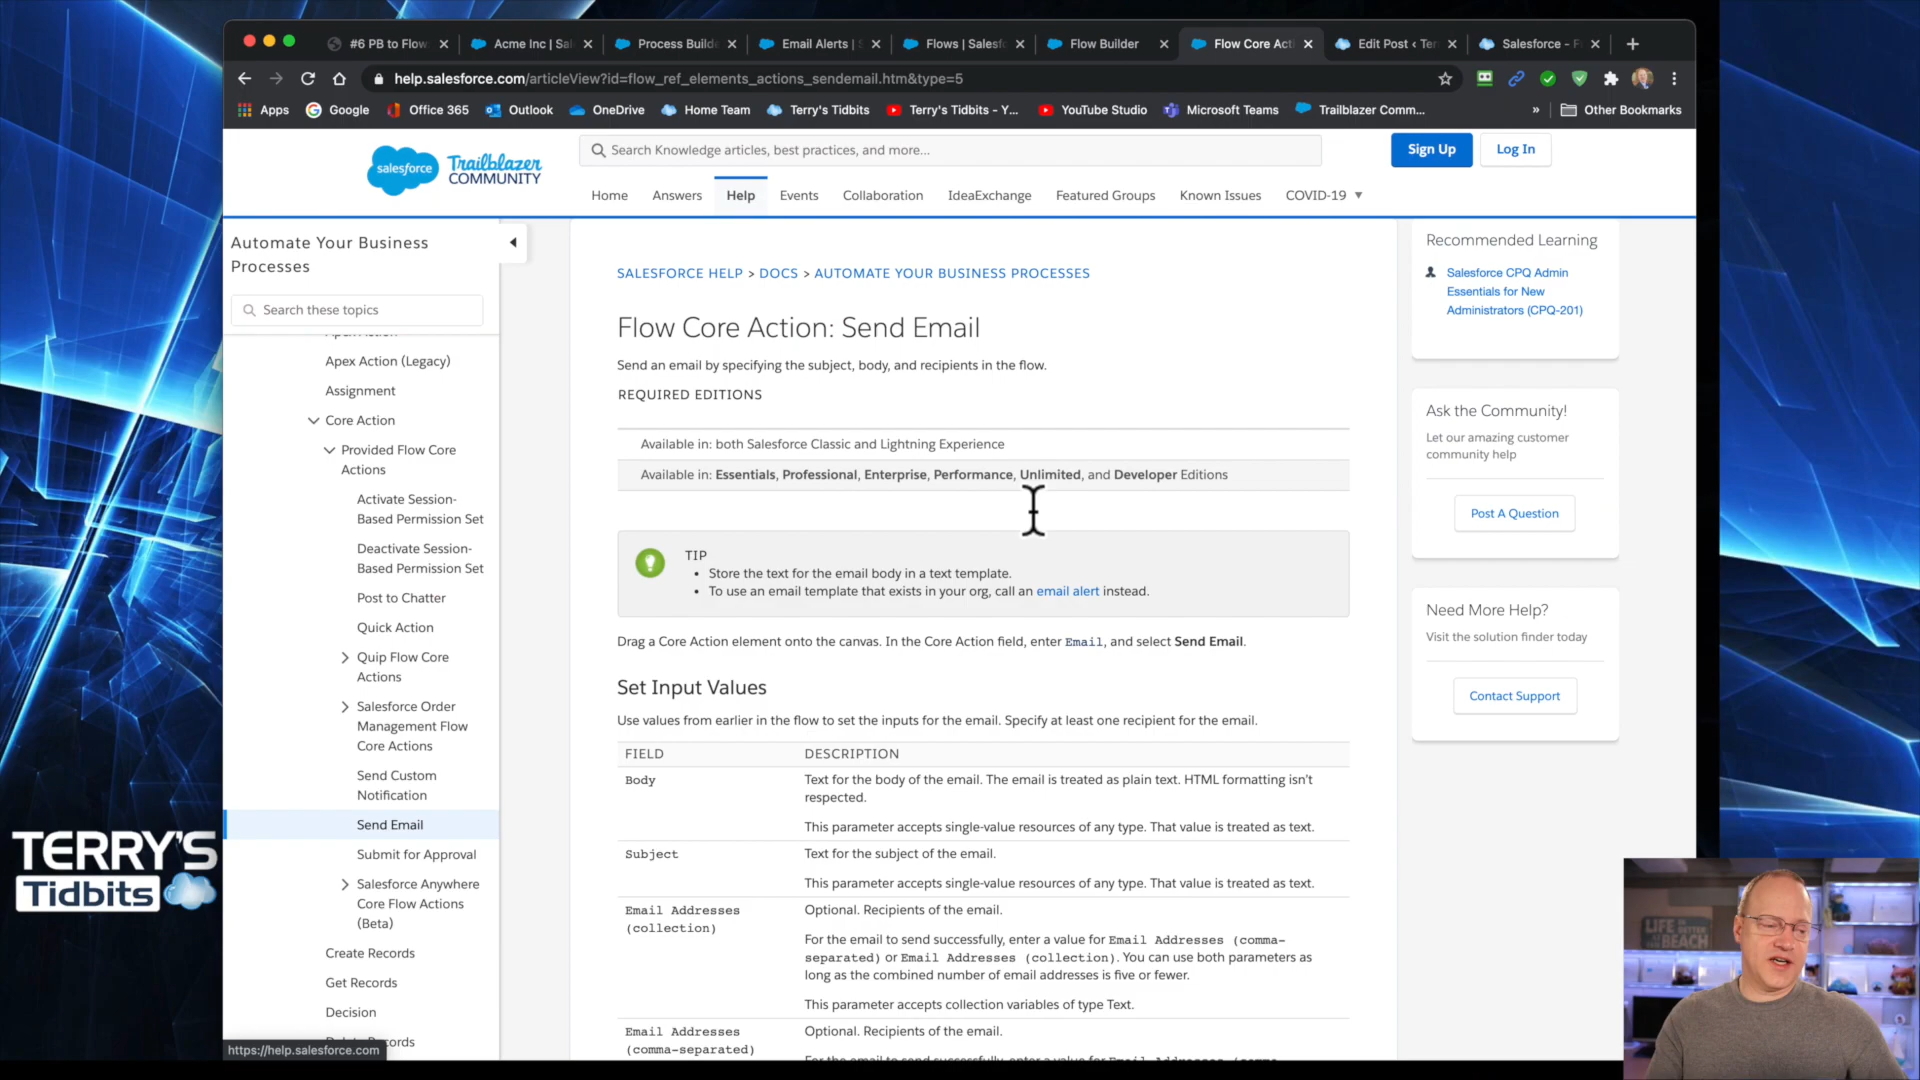 #6 PB to Flow
Acme Inc | Sal
Process Builde
Email Alerts | S
Flows | Salesfo
Flow Builder
Flow Core Acti
Edit Post ‹ Ter
Salesforce - F
help.salesforce.com/articleView?id=flow_ref_elements_actions_sendemail.htm&type=5
Apps
Google
Office 365
Outlook
OneDrive
Home Team
Terry's Tidbits
Terry's Tidbits - Y...
YouTube Studio
Microsoft Teams
Trailblazer Comm...
»
Other Bookmarks
salesforce
Trailblazer
COMMUNITY
Search Knowledge articles, best practices, and more...
Sign Up
Log In
Home
Answers
Help
Events
Collaboration
IdeaExchange
Featured Groups
Known Issues
COVID-19
Automate Your Business
Processes
Search these topics
Apex Action (Legacy)
Assignment
Core Action
Provided Flow Core
Actions
Activate Session-
Based Permission Set
Deactivate Session-
Based Permission Set
Post to Chatter
Quick Action
Quip Flow Core
Actions
Salesforce Order
Management Flow
Core Actions
Send Custom
Notification
Send Email
Submit for Approval
Salesforce Anywhere
Core Flow Actions
(Beta)
Create Records
Get Records
Decision
https://help.salesforce.com
SALESFORCE HELP > DOCS > AUTOMATE YOUR BUSINESS PROCESSES
Flow Core Action: Send Email
Send an email by specifying the subject, body, and recipients in the flow.
REQUIRED EDITIONS
Available in: both Salesforce Classic and Lightning Experience
Available in: Essentials, Professional, Enterprise, Performance, Unlimited, and Developer Editions
TIP
• Store the text for the email body in a text template.
• To use an email template that exists in your org, call an email alert instead.
Drag a Core Action element onto the canvas. In the Core Action field, enter Email, and select Send Email.
Set Input Values
Use values from earlier in the flow to set the inputs for the email. Specify at least one recipient for the email.
FIELD DESCRIPTION
Body
Text for the body of the email. The email is treated as plain text. HTML formatting isn't
respected.
This parameter accepts single-value resources of any type. That value is treated as text.
Subject
Text for the subject of the email.
This parameter accepts single-value resources of any type. That value is treated as text.
Email Addresses
(collection)
Optional. Recipients of the email.
For the email to send successfully, enter a value for Email Addresses (comma-
separated) or Email Addresses (collection). You can use both parameters as
long as the combined number of email addresses is five or fewer.
This parameter accepts collection variables of type Text.
Email Addresses
(comma-separated)
Optional. Recipients of the email.
Recommended Learning
Salesforce CPQ Admin
Essentials for New
Administrators (CPQ-201)
Ask the Community!
Let our amazing customer
community help
Post A Question
Need More Help?
Visit the solution finder today
Contact Support
TERRY'S
Tidbits
LIFE IS
BETTER
AT THE
BEACH